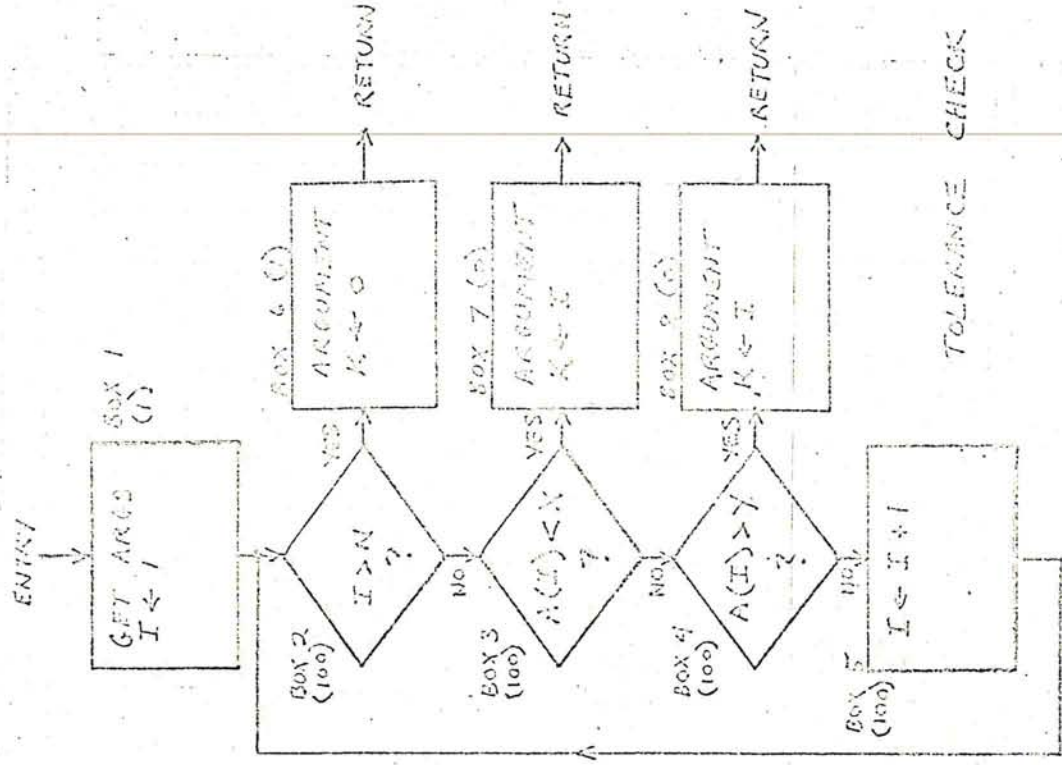 ENTRY
GET ARGS
I ← 1
BOX 1
(1)
BOX 2
(100)
I > N
?
YES
BOX 6 (1)
ARGUMENT
K ← 0
RETURN
NO
BOX 3
(100)
A(I) < X
?
YES
BOX 7 (0)
ARGUMENT
K ← I
RETURN
NO
BOX 4
(100)
A(I) > Y
?
YES
BOX
ARGUMENT
K ← I
RETURN
NO
BOX 5
(100)
I ← I + 1
TOLERANCE CHECK